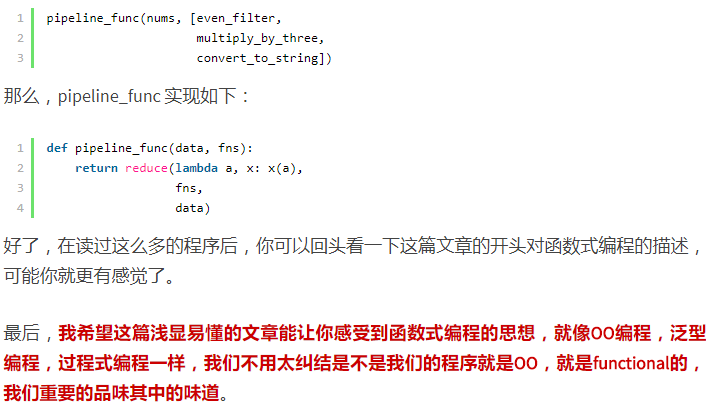 1 pipeline_func(nums, [even_filter,
2                      multiply_by_three,
3                      convert_to_string])
那么，pipeline_func 实现如下：
1 def pipeline_func(data, fns):
2     return reduce(lambda a, x: x(a),
3                   fns,
4                   data)
好了，在读过这么多的程序后，你可以回头看一下这篇文章的开头对函数式编程的描述，
可能你就更有感觉了。
最后，我希望这篇浅显易懂的文章能让你感受到函数式编程的思想，就像OO编程，泛型
编程，过程式编程一样，我们不用太纠结是不是我们的程序就是OO，就是functional的，
我们重要的品味其中的味道。